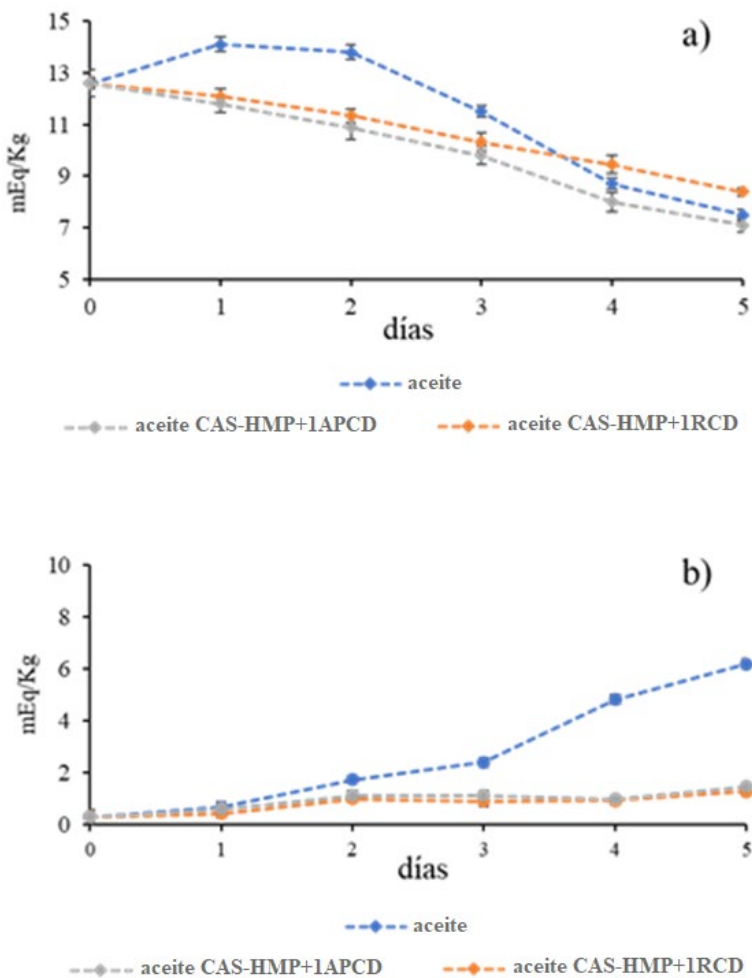 a)
15
13
11
9
7
5
mEq/Kg
0 1 2 3 4 5
días
aceite
aceite CAS-HMP+1APCD aceite CAS-HMP+1RCD
b)
10
8
6
4
2
0
mEq/Kg
0 1 2 3 4 5
días
aceite
aceite CAS-HMP+1APCD aceite CAS-HMP+1RCD